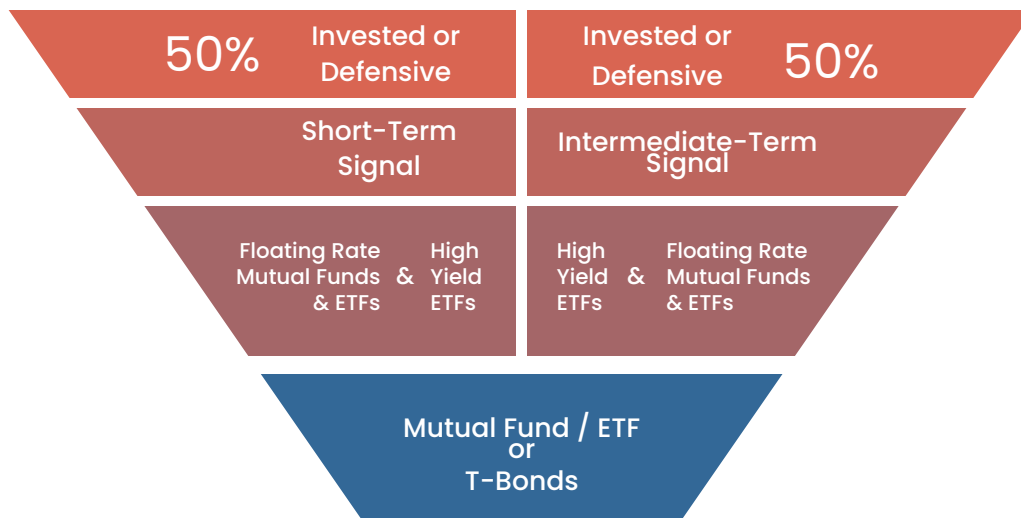 50%
Invested or
Defensive
Invested or
Defensive
50%
Short-Term
Signal
Intermediate-Term
Signal
Floating Rate
Mutual Funds
& ETFs
&
High
Yield
ETFs
High
Yield
ETFs
&
Floating Rate
Mutual Funds
& ETFs
Mutual Fund / ETF
or
T-Bonds